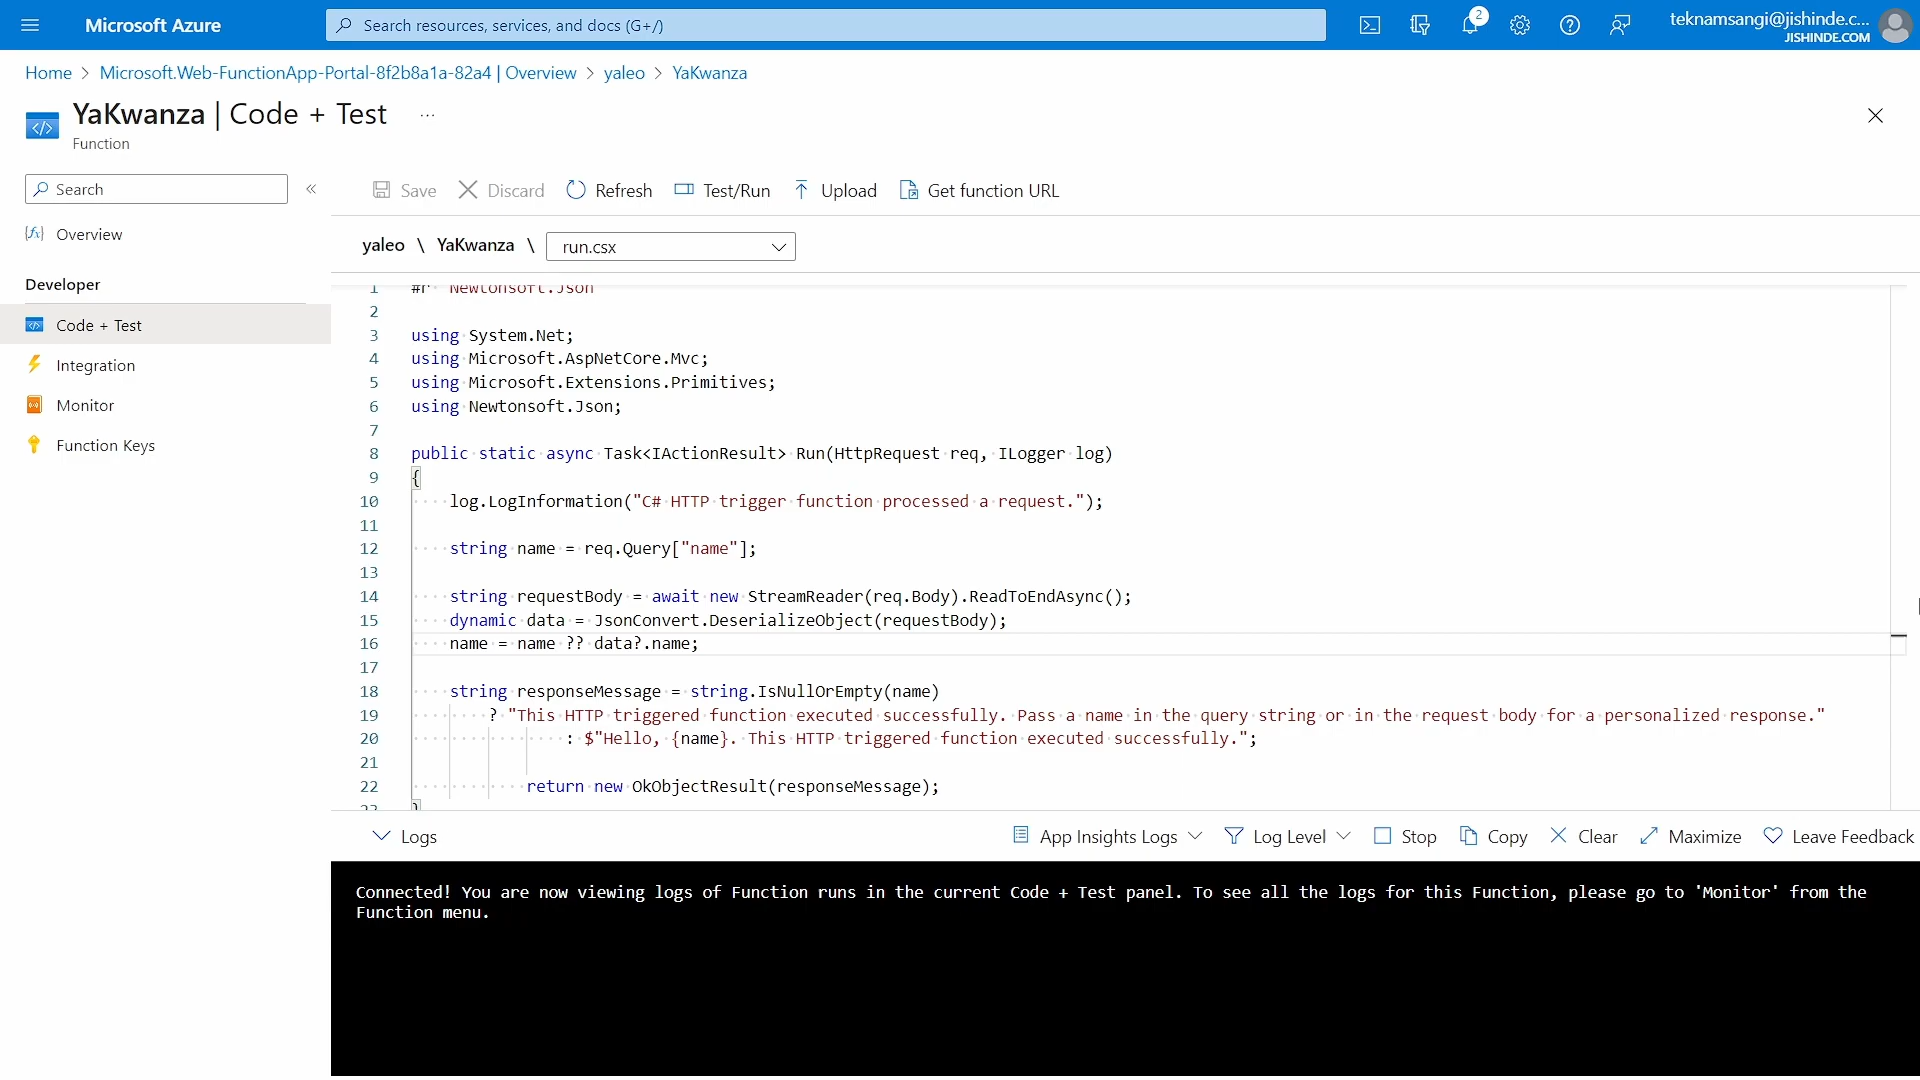 Microsoft Azure
Search resources, services, and docs (G+/)
2
teknamsangi@jishinde.c...
JISHINDE.COM
Home > Microsoft.Web-FunctionApp-Portal-8f2b8a1a-82a4 | Overview > yaleo > YaKwanza
YaKwanza | Code + Test ...
Function
Search «
Save Discard Refresh Test/Run Upload Get function URL
Overview
yaleo \ YaKwanza \ run.csx
Developer
Code + Test
Integration
Monitor
Function Keys
1 #r "Newtonsoft.Json"
2
3 using System.Net;
4 using Microsoft.AspNetCore.Mvc;
5 using Microsoft.Extensions.Primitives;
6 using Newtonsoft.Json;
7
8 public static async Task<IActionResult> Run(HttpRequest req, ILogger log)
9 {
10 log.LogInformation("C# HTTP trigger function processed a request.");
11
12 string name = req.Query["name"];
13
14 string requestBody = await new StreamReader(req.Body).ReadToEndAsync();
15 dynamic data = JsonConvert.DeserializeObject(requestBody);
16 name = name ?? data?.name;
17
18 string responseMessage = string.IsNullOrEmpty(name)
19 ? "This HTTP triggered function executed successfully. Pass a name in the query string or in the request body for a personalized response."
20 : $"Hello, {name}. This HTTP triggered function executed successfully.";
21
22 return new OkObjectResult(responseMessage);
23 }
Logs App Insights Logs Log Level Stop Copy Clear Maximize Leave Feedback
Connected! You are now viewing logs of Function runs in the current Code + Test panel. To see all the logs for this Function, please go to 'Monitor' from the
Function menu.